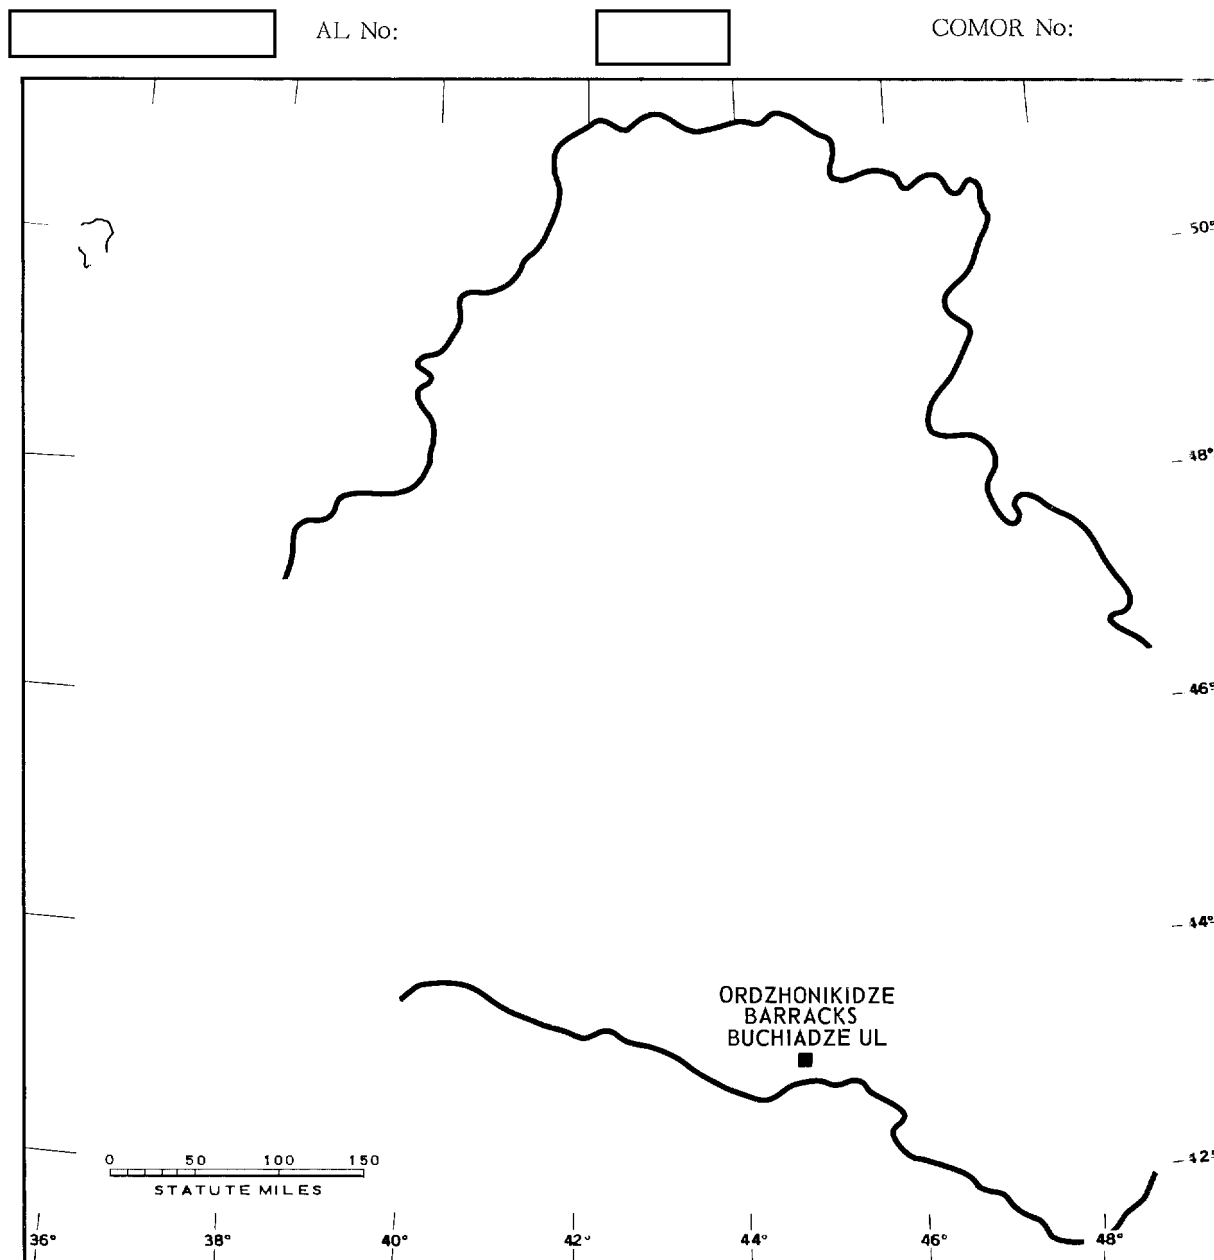 AL No:
COMOR No:
50°
48°
46°
44°
ORDZHONIKIDZE
BARRACKS
BUCHIADZE UL
42°
0 50 100 150
STATUTE MILES
36° 38° 40° 42° 44° 46° 48°